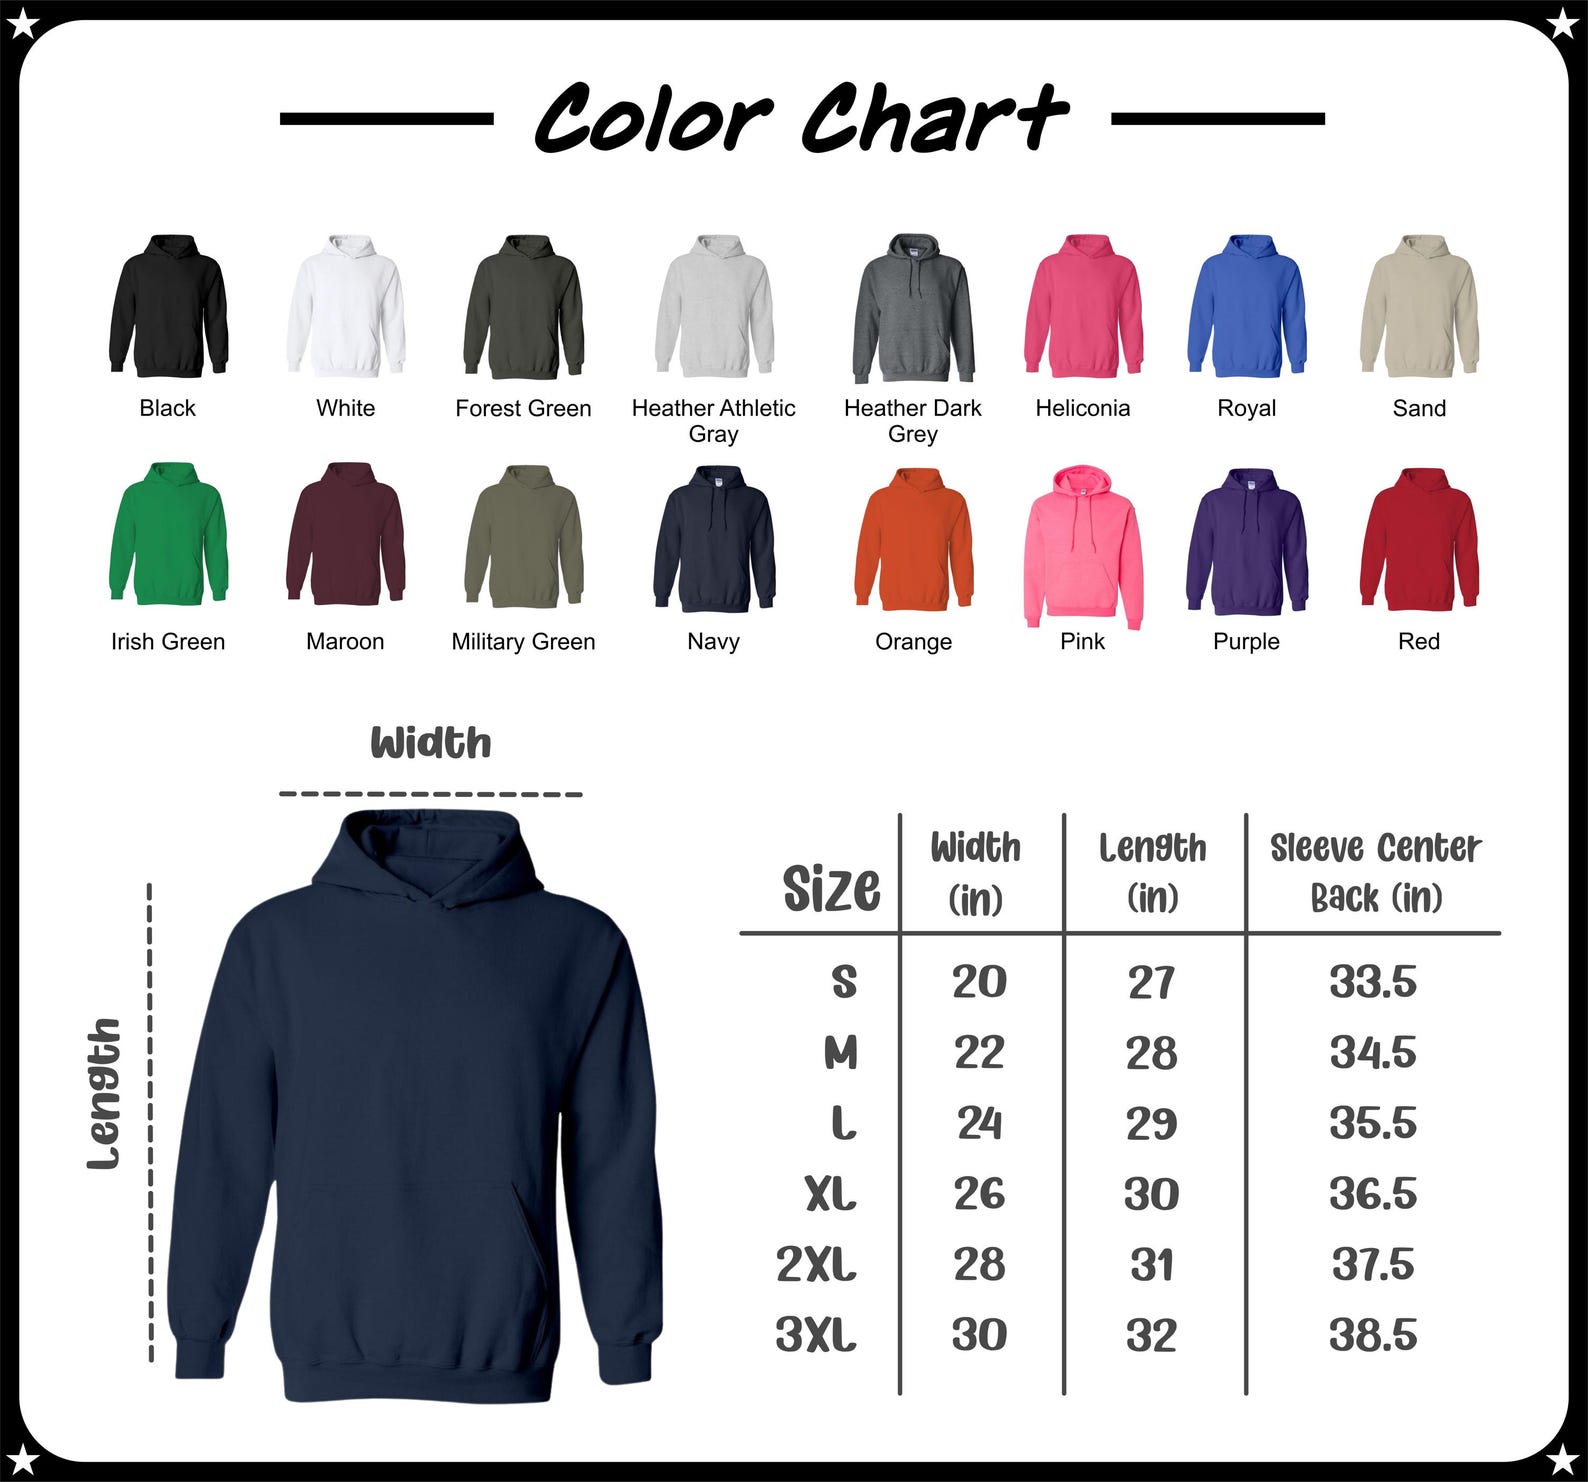 Color Chart
Black
White
Forest Green
Heather Athletic
Gray
Heather Dark
Grey
Heliconia
Royal
Sand
Irish Green
Maroon
Military Green
Navy
Orange
Pink
Purple
Red
Width
Length
Size
Width
(in)
Length
(in)
Sleeve Center
Back (in)
S 20 27 33.5
M 22 28 34.5
L 24 29 35.5
XL 26 30 36.5
2XL 28 31 37.5
3XL 30 32 38.5